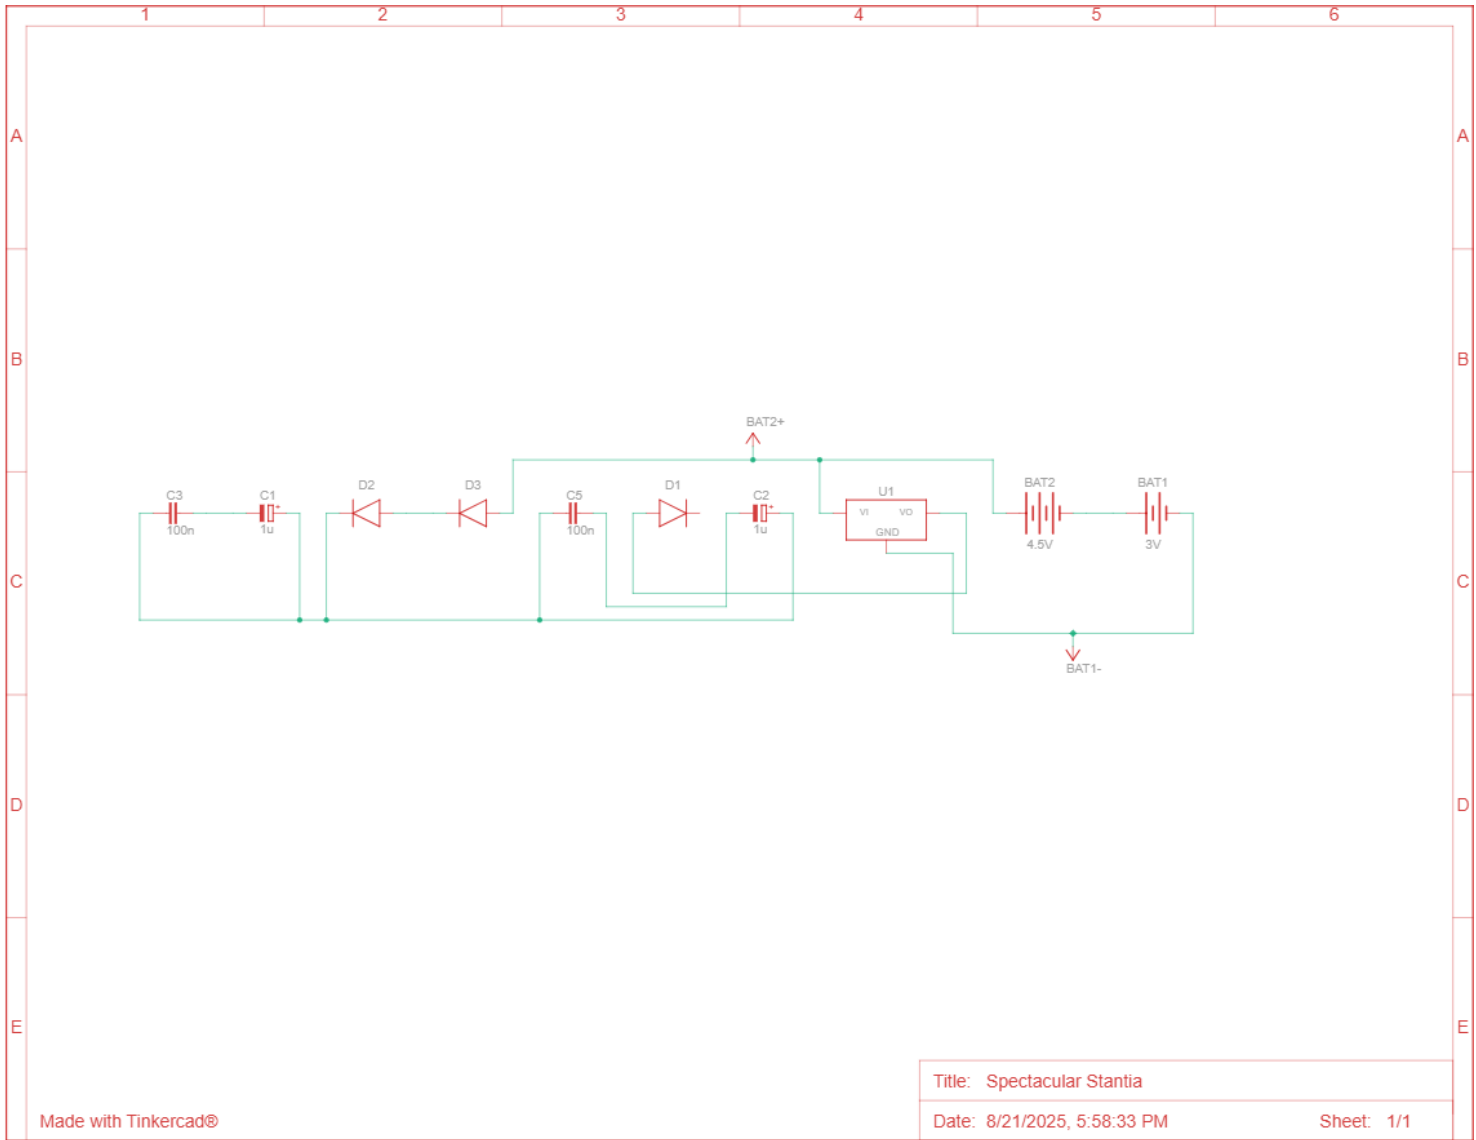 1 2 3 4 5 6
A A
B B
BAT2+
C3 C1 D2 D3 C5 D1 C2 U1 BAT2 BAT1
+ + VI VO
100n 1u 100n 1u GND 4.5V 3V
C C
BAT1-
D D
E E
Title: Spectacular Stantia
Made with Tinkercad® Date: 8/21/2025, 5:58:33 PM Sheet: 1/1